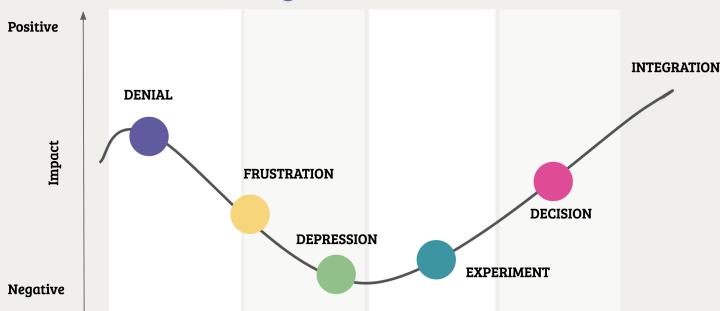 Positive
INTEGRATION
DENIAL
Impact
FRUSTRATION
DECISION
DEPRESSION
EXPERIMENT
Negative